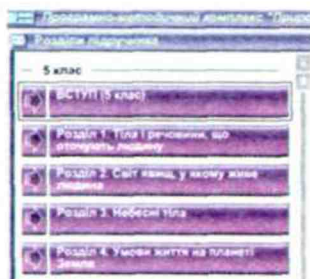 Програмно-методичний комплекс "Приро
Розділи підручника
5 клас
ВСТУП (5 клас)
Розділ 1. Тіла і речовини, що
оточують людину
Розділ 2. Світ явищ, у якому живе
людина
Розділ 3. Небесні тіла
Розділ 4. Умови життя на планеті
Земля